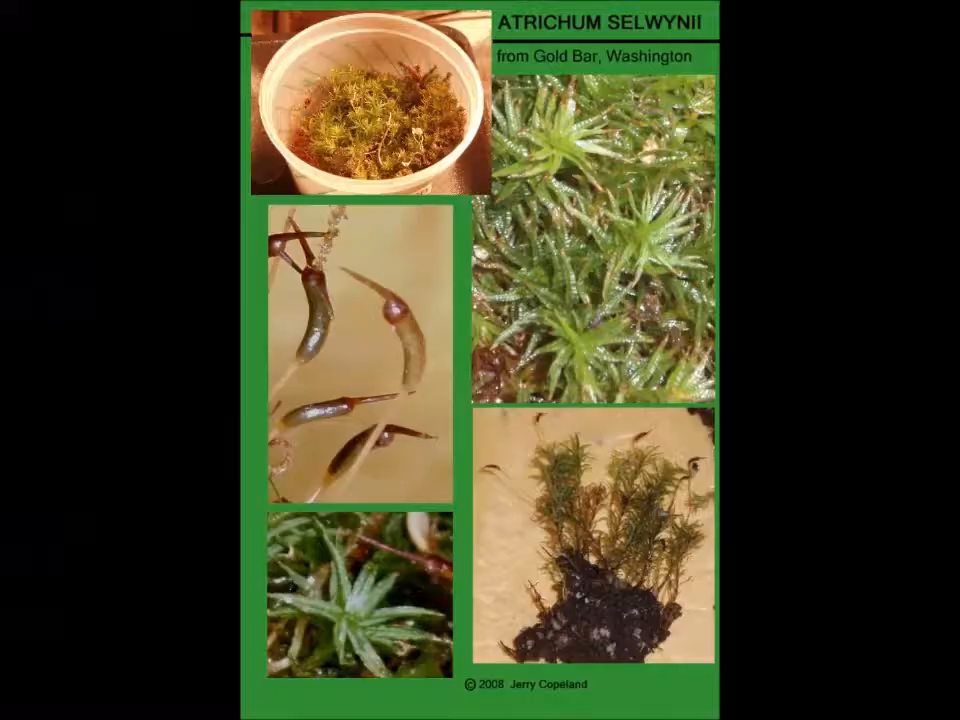 ATRICHUM SELWYNII
from Gold Bar, Washington
© 2008 Jerry Copeland